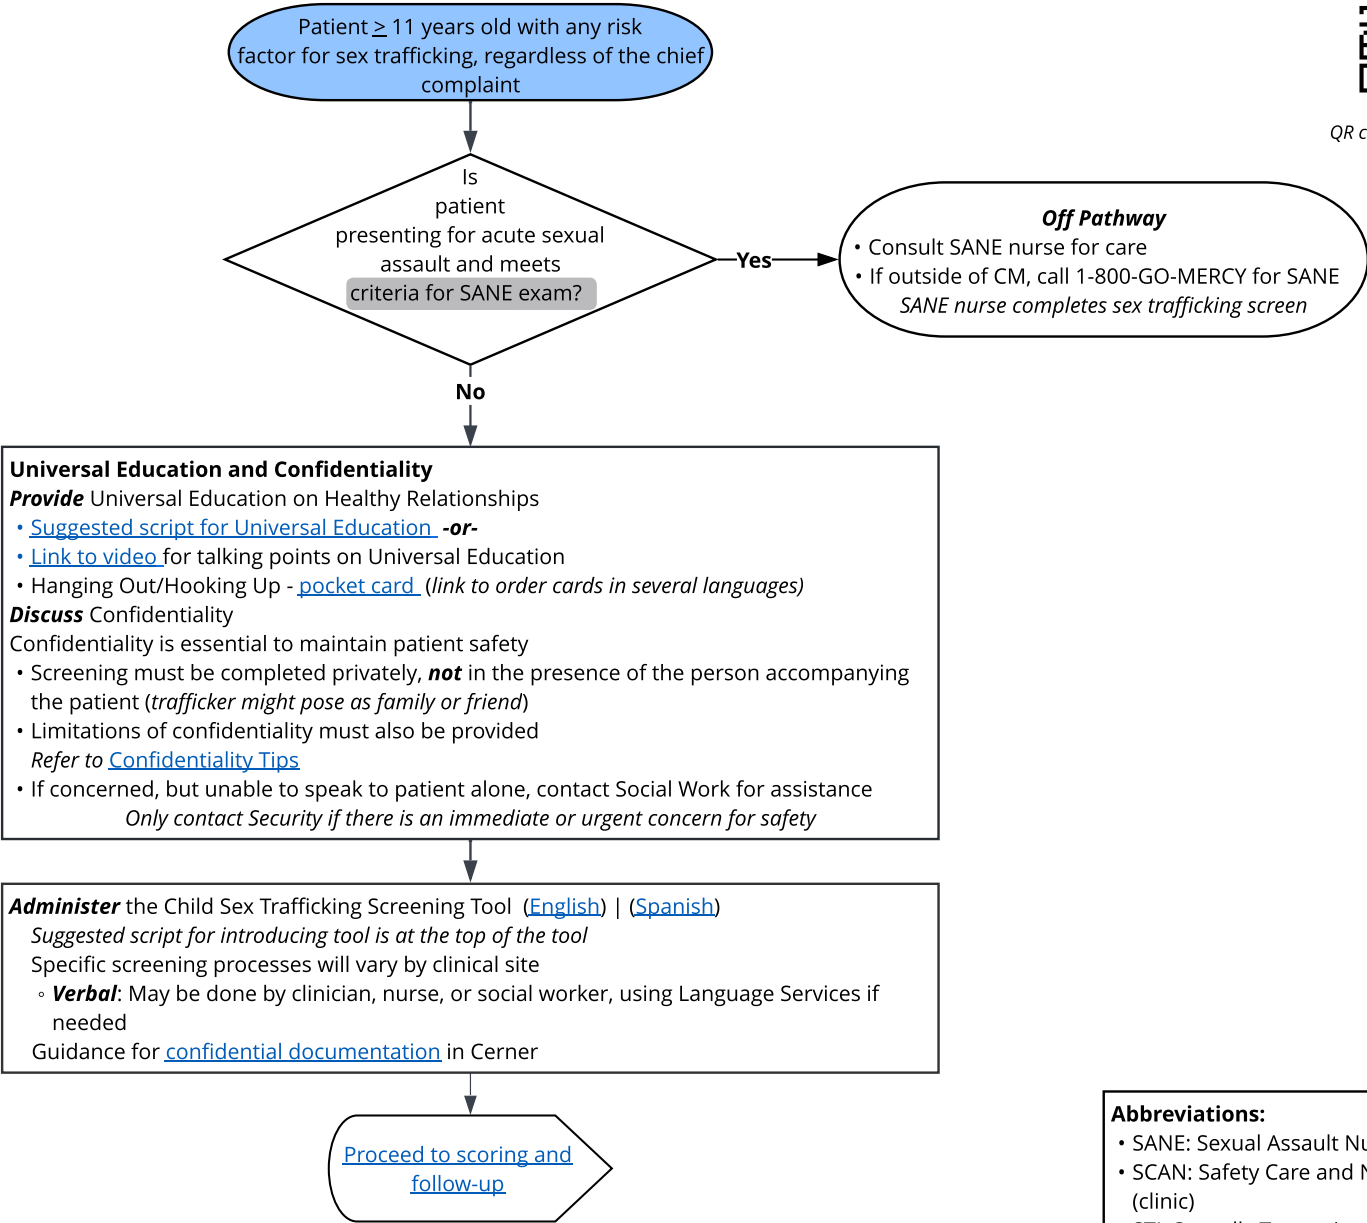 Patient ≥ 11 years old with any risk
factor for sex trafficking, regardless of the chief
complaint
QR
Is
patient
presenting for acute sexual
assault and meets
criteria for SANE exam?
Yes
Off Pathway
• Consult SANE nurse for care
• If outside of CM, call 1-800-GO-MERCY for SANE
SANE nurse completes sex trafficking screen
No
Universal Education and Confidentiality
Provide Universal Education on Healthy Relationships
• Suggested script for Universal Education -or-
• Link to video for talking points on Universal Education
• Hanging Out/Hooking Up - pocket card (link to order cards in several languages)
Discuss Confidentiality
Confidentiality is essential to maintain patient safety
• Screening must be completed privately, not in the presence of the person accompanying
the patient (trafficker might pose as family or friend)
• Limitations of confidentiality must also be provided
Refer to Confidentiality Tips
• If concerned, but unable to speak to patient alone, contact Social Work for assistance
Only contact Security if there is an immediate or urgent concern for safety
Administer the Child Sex Trafficking Screening Tool (English) | (Spanish)
Suggested script for introducing tool is at the top of the tool
Specific screening processes will vary by clinical site
◦ Verbal: May be done by clinician, nurse, or social worker, using Language Services if
needed
Guidance for confidential documentation in Cerner
Proceed to scoring and
follow-up
Abbreviations:
• SANE: Sexual Assault
• SCAN: Safety Care and
(clinic)